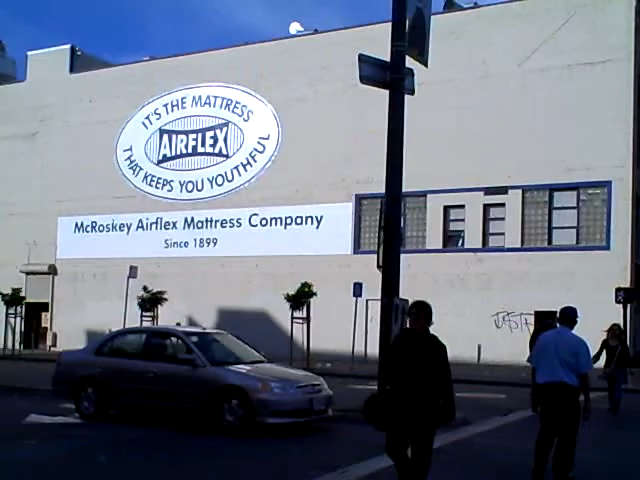 IT'S THE MATTRESS
AIRFLEX
THAT KEEPS YOU YOUTHFUL
McRoskey Airflex Mattress Company
Since 1899